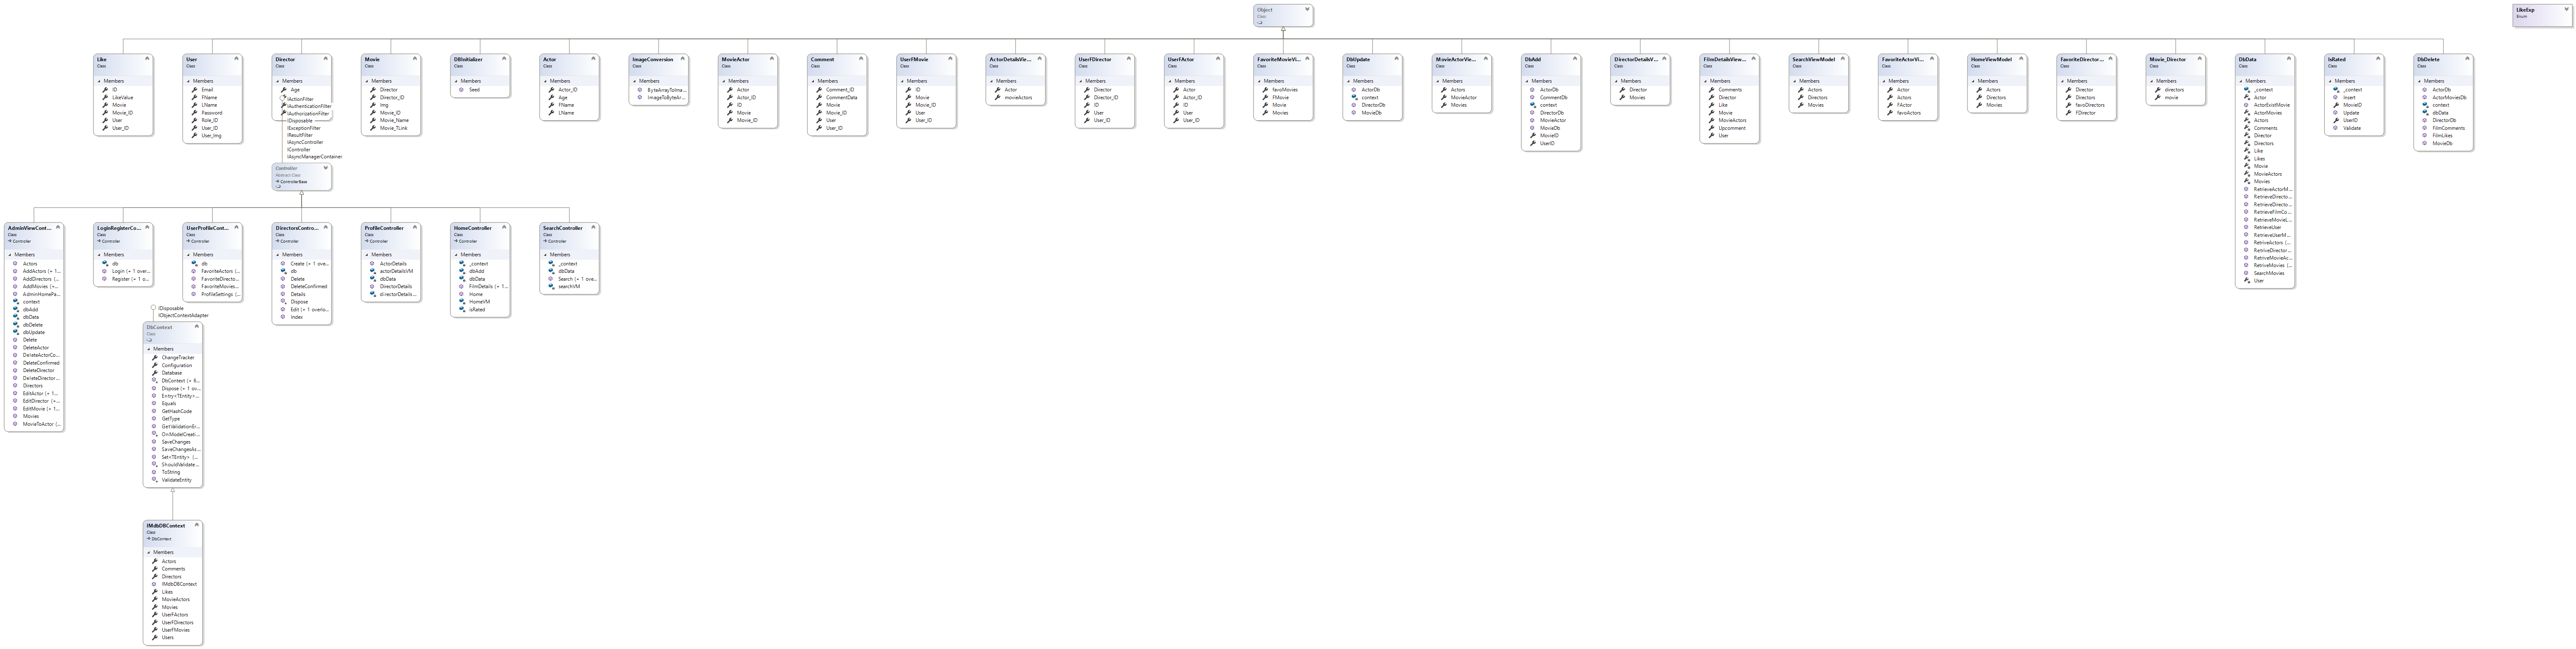 Object
Class
LikeExp
Enum
Like
Class
Members
ID
LikeValue
Movie
Movie_ID
User
User_ID
User
Class
Members
Email
FName
LName
Password
Role_ID
User_ID
User_Img
Director
Class
Members
Age
IActionFilter
IAuthenticationFilter
IAuthorizationFilter
IDisposable
IExceptionFilter
IResultFilter
IAsyncController
IController
IAsyncManagerContainer
Movie
Class
Members
Director
Director_ID
Img
Movie_ID
Movie_Name
Movie_TLink
DBInitializer
Class
Members
Seed
Actor
Class
Members
Actor_ID
Age
FName
LName
ImageConversion
Class
Members
ByteArrayToIma...
ImageToByteAr...
MovieActor
Class
Members
Actor
Actor_ID
ID
Movie
Movie_ID
Comment
Class
Members
Comment_ID
CommentData
Movie
Movie_ID
User
User_ID
UserFMovie
Class
Members
ID
Movie
Movie_ID
User
User_ID
ActorDetailsVie...
Class
Members
Actor
movieActors
UserFDirector
Class
Members
Director
Director_ID
ID
User
User_ID
UserFActor
Class
Members
Actor
Actor_ID
ID
User
User_ID
FavoriteMovieVi...
Class
Members
favoMovies
FMovie
Movie
Movies
DbUpdate
Class
Members
ActorDb
context
DirectorDb
MovieDb
MovieActorVie...
Class
Members
Actors
MovieActor
Movies
DbAdd
Class
Members
ActorDb
CommentDb
context
DirectorDb
MovieActor
MovieDb
MovieID
UserID
DirectorDetailsV...
Class
Members
Director
Movies
FilmDetailsView...
Class
Members
Comments
Director
Like
Movie
MovieActors
Upcomment
User
SearchViewModel
Class
Members
Actors
Directors
Movies
FavoriteActorVi...
Class
Members
Actor
Actors
FActor
favoActors
HomeViewModel
Class
Members
Actors
Directors
Movies
FavoriteDirector...
Class
Members
Director
Directors
favoDirectors
FDirector
Movie_Director
Class
Members
directors
movie
DbData
Class
Members
_context
Actor
ActorExistMovie
ActorMovies
Actors
Comments
Director
Directors
Like
Likes
Movie
MovieActors
Movies
RetrieveActorM...
RetrieveDirecto...
RetrieveDirecto...
RetrieveFilmCo...
RetrieveMovieL...
RetrieveUser
RetrieveUserM...
RetriveActors (...
RetriveDirector...
RetriveMovieAc...
RetriveMovies (...
SearchMovies
User
IsRated
Class
Members
_context
Insert
MovieID
Update
UserID
Validate
DbDelete
Class
Members
ActorDb
ActorMoviesDb
context
dbData
DirectorDb
FilmComments
FilmLikes
MovieDb
Controller
Abstract Class
ControllerBase
AdminViewCont...
Class
Controller
Members
Actors
AddActors (+ 1...
AddDirectors (...
AddMovies (+...
AdminHomePa...
context
dbAdd
dbData
dbDelete
dbUpdate
Delete
DeleteActor
DeleteActorCo...
DeleteConfirmed
DeleteDirector
DeleteDirector...
Directors
EditActor (+ 1...
EditDirector (+...
EditMovie (+ 1...
Movies
MovieToActor (...
LoginRegisterCo...
Class
Controller
Members
db
Login (+ 1 over...
Register (+ 1 o...
UserProfileCont...
Class
Controller
Members
db
FavoriteActors (...
FavoriteDirecto...
FavoriteMovies...
ProfileSettings (...
DirectorsContro...
Class
Controller
Members
Create (+ 1 ove...
db
Delete
DeleteConfirmed
Details
Dispose
Edit (+ 1 overlo...
Index
ProfileController
Class
Controller
Members
ActorDetails
actorDetailsVM
dbData
DirectorDetails
directorDetails...
HomeController
Class
Controller
Members
_context
dbAdd
dbData
FilmDetails (+ 1...
Home
HomeVM
isRated
SearchController
Class
Controller
Members
_context
dbData
Search (+ 1 ove...
searchVM
IDisposable
IObjectContextAdapter
DbContext
Class
Members
ChangeTracker
Configuration
Database
DbContext (+ 6...
Dispose (+ 1 ov...
Entry<TEntity>...
Equals
GetHashCode
GetType
GetValidationEr...
OnModelCreati...
SaveChanges
SaveChangesAs...
Set<TEntity> (...
ShouldValidate...
ToString
ValidateEntity
IMdbDBContext
Class
DbContext
Members
Actors
Comments
Directors
IMdbDBContext
Likes
MovieActors
Movies
UserFActors
UserFDirectors
UserFMovies
Users